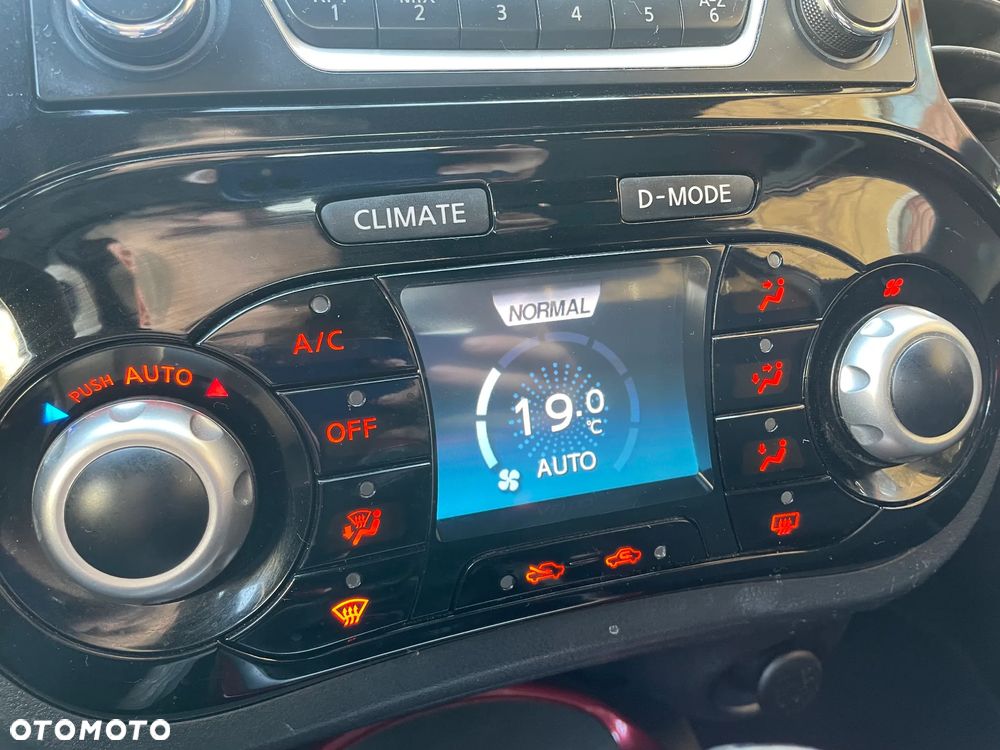 1 2 3 4 5 6
CLIMATE
D-MODE
NORMAL
A/C
PUSH AUTO
OFF
19.0
°C
AUTO
OTOMOTO